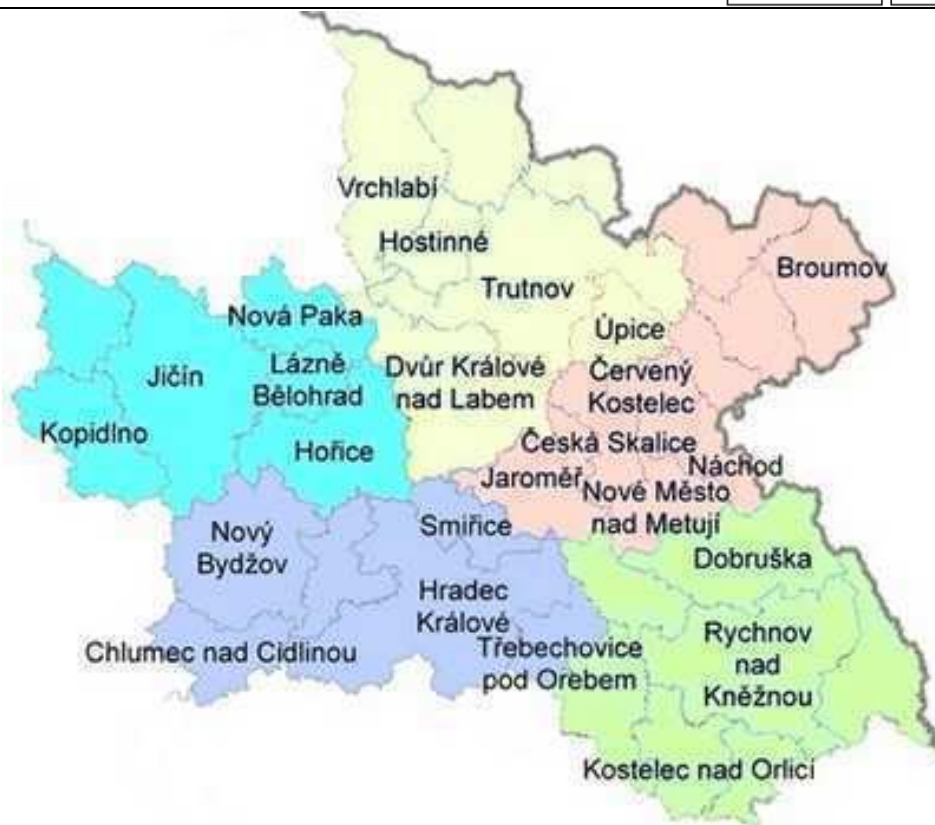 Vrchlabí
Hostinné
Broumov
Trutnov
Nová Paka
Úpice
Lázně
Bělohrad
Jičín
Dvůr Králové
nad Labem
Červený
Kostelec
Kopidlno
Hořice
Česká Skalice
Náchod
Jaroměř
Nové Město
nad Metují
Smiřice
Nový
Bydžov
Dobruška
Hradec
Králové
Chlumec nad Cidlinou
Třebechovice
pod Orebem
Rychnov
nad
Kněžnou
Kostelec nad Orlicí